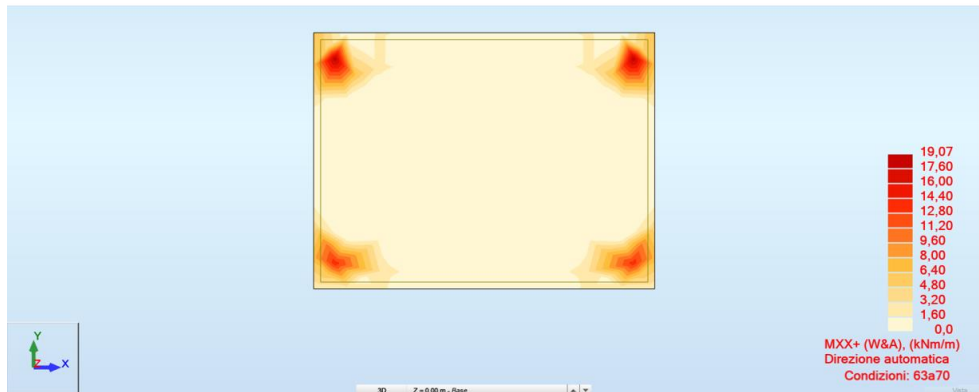 19,07
17,60
16,00
14,40
12,80
11,20
9,60
8,00
6,40
4,80
3,20
1,60
0,0
MXX+ (W&A), (kNm/m)
Direzione automatica
Condizioni: 63a70
Y
Z
X
3D Z = 0.00 m - Base
Vista